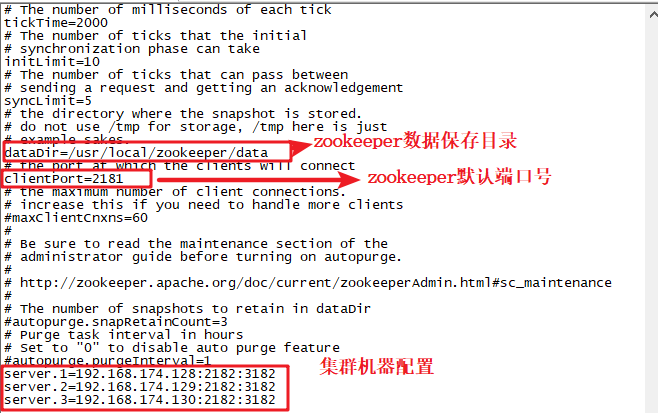 # The number of milliseconds of each tick
tickTime=2000
# The number of ticks that the initial
# synchronization phase can take
initLimit=10
# The number of ticks that can pass between
# sending a request and getting an acknowledgement
syncLimit=5
# the directory where the snapshot is stored.
# do not use /tmp for storage, /tmp here is just
# example sakes.
dataDir=/usr/local/zookeeper/data
zookeeper数据保存目录
# the port at which the clients will connect
clientPort=2181
zookeeper默认端口号
# the maximum number of client connections.
# increase this if you need to handle more clients
#maxClientCnxns=60
#
# Be sure to read the maintenance section of the
# administrator guide before turning on autopurge.
#
# http://zookeeper.apache.org/doc/current/zookeeperAdmin.html#sc_maintenance
#
# The number of snapshots to retain in dataDir
#autopurge.snapRetainCount=3
# Purge task interval in hours
# Set to "0" to disable auto purge feature
#autopurge.purgeInterval=1
集群机器配置
server.1=192.168.174.128:2182:3182
server.2=192.168.174.129:2182:3182
server.3=192.168.174.130:2182:3182